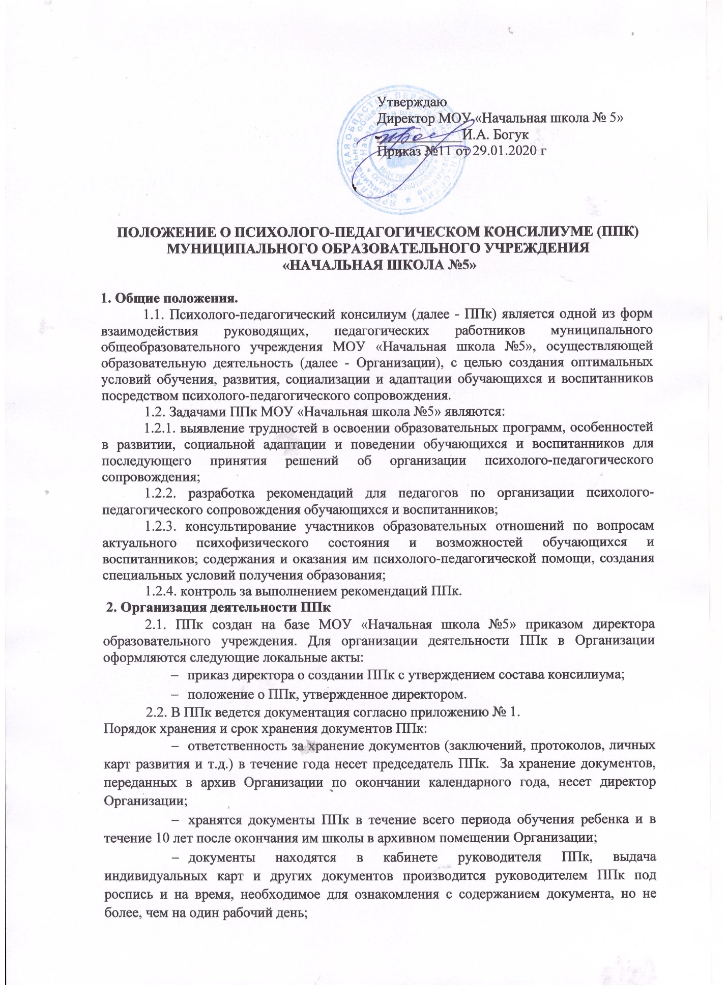 Утверждаю
Директор МОУ «Начальная школа № 5»
____________И.А. Богук
Приказ №11 от 29.01.2020 г
ПОЛОЖЕНИЕ О ПСИХОЛОГО-ПЕДАГОГИЧЕСКОМ КОНСИЛИУМЕ (ППК)
МУНИЦИПАЛЬНОГО ОБРАЗОВАТЕЛЬНОГО УЧРЕЖДЕНИЯ
«НАЧАЛЬНАЯ ШКОЛА №5»
1. Общие положения.
1.1. Психолого-педагогический консилиум (далее - ППк) является одной из форм
взаимодействия руководящих, педагогических работников муниципального
общеобразовательного учреждения МОУ «Начальная школа №5», осуществляющей
образовательную деятельность (далее - Организации), с целью создания оптимальных
условий обучения, развития, социализации и адаптации обучающихся и воспитанников
посредством психолого-педагогического сопровождения.
1.2. Задачами ППк МОУ «Начальная школа №5» являются:
1.2.1. выявление трудностей в освоении образовательных программ, особенностей
в развитии, социальной адаптации и поведении обучающихся и воспитанников для
последующего принятия решений об организации психолого-педагогического
сопровождения;
1.2.2. разработка рекомендаций для педагогов по организации психолого-
педагогического сопровождения обучающихся и воспитанников;
1.2.3. консультирование участников образовательных отношений по вопросам
актуального психофизического состояния и возможностей обучающихся и
воспитанников; содержания и оказания им психолого-педагогической помощи, создания
специальных условий получения образования;
1.2.4. контроль за выполнением рекомендаций ППк.
2. Организация деятельности ППк
2.1. ППк создан на базе МОУ «Начальная школа №5» приказом директора
образовательного учреждения. Для организации деятельности ППк в Организации
оформляются следующие локальные акты:
– приказ директора о создании ППк с утверждением состава консилиума;
– положение о ППк, утвержденное директором.
2.2. В ППк ведется документация согласно приложению № 1.
Порядок хранения и срок хранения документов ППк:
– ответственность за хранение документов (заключений, протоколов, личных
карт развития и т.д.) в течение года несет председатель ППк. За хранение документов,
переданных в архив Организации по окончании календарного года, несет директор
Организации;
– хранятся документы ППк в течение всего периода обучения ребенка и в
течение 10 лет после окончания им школы в архивном помещении Организации;
– документы находятся в кабинете руководителя ППк, выдача
индивидуальных карт и других документов производится руководителем ППк под
роспись и на время, необходимое для ознакомления с содержанием документа, но не
более, чем на один рабочий день;